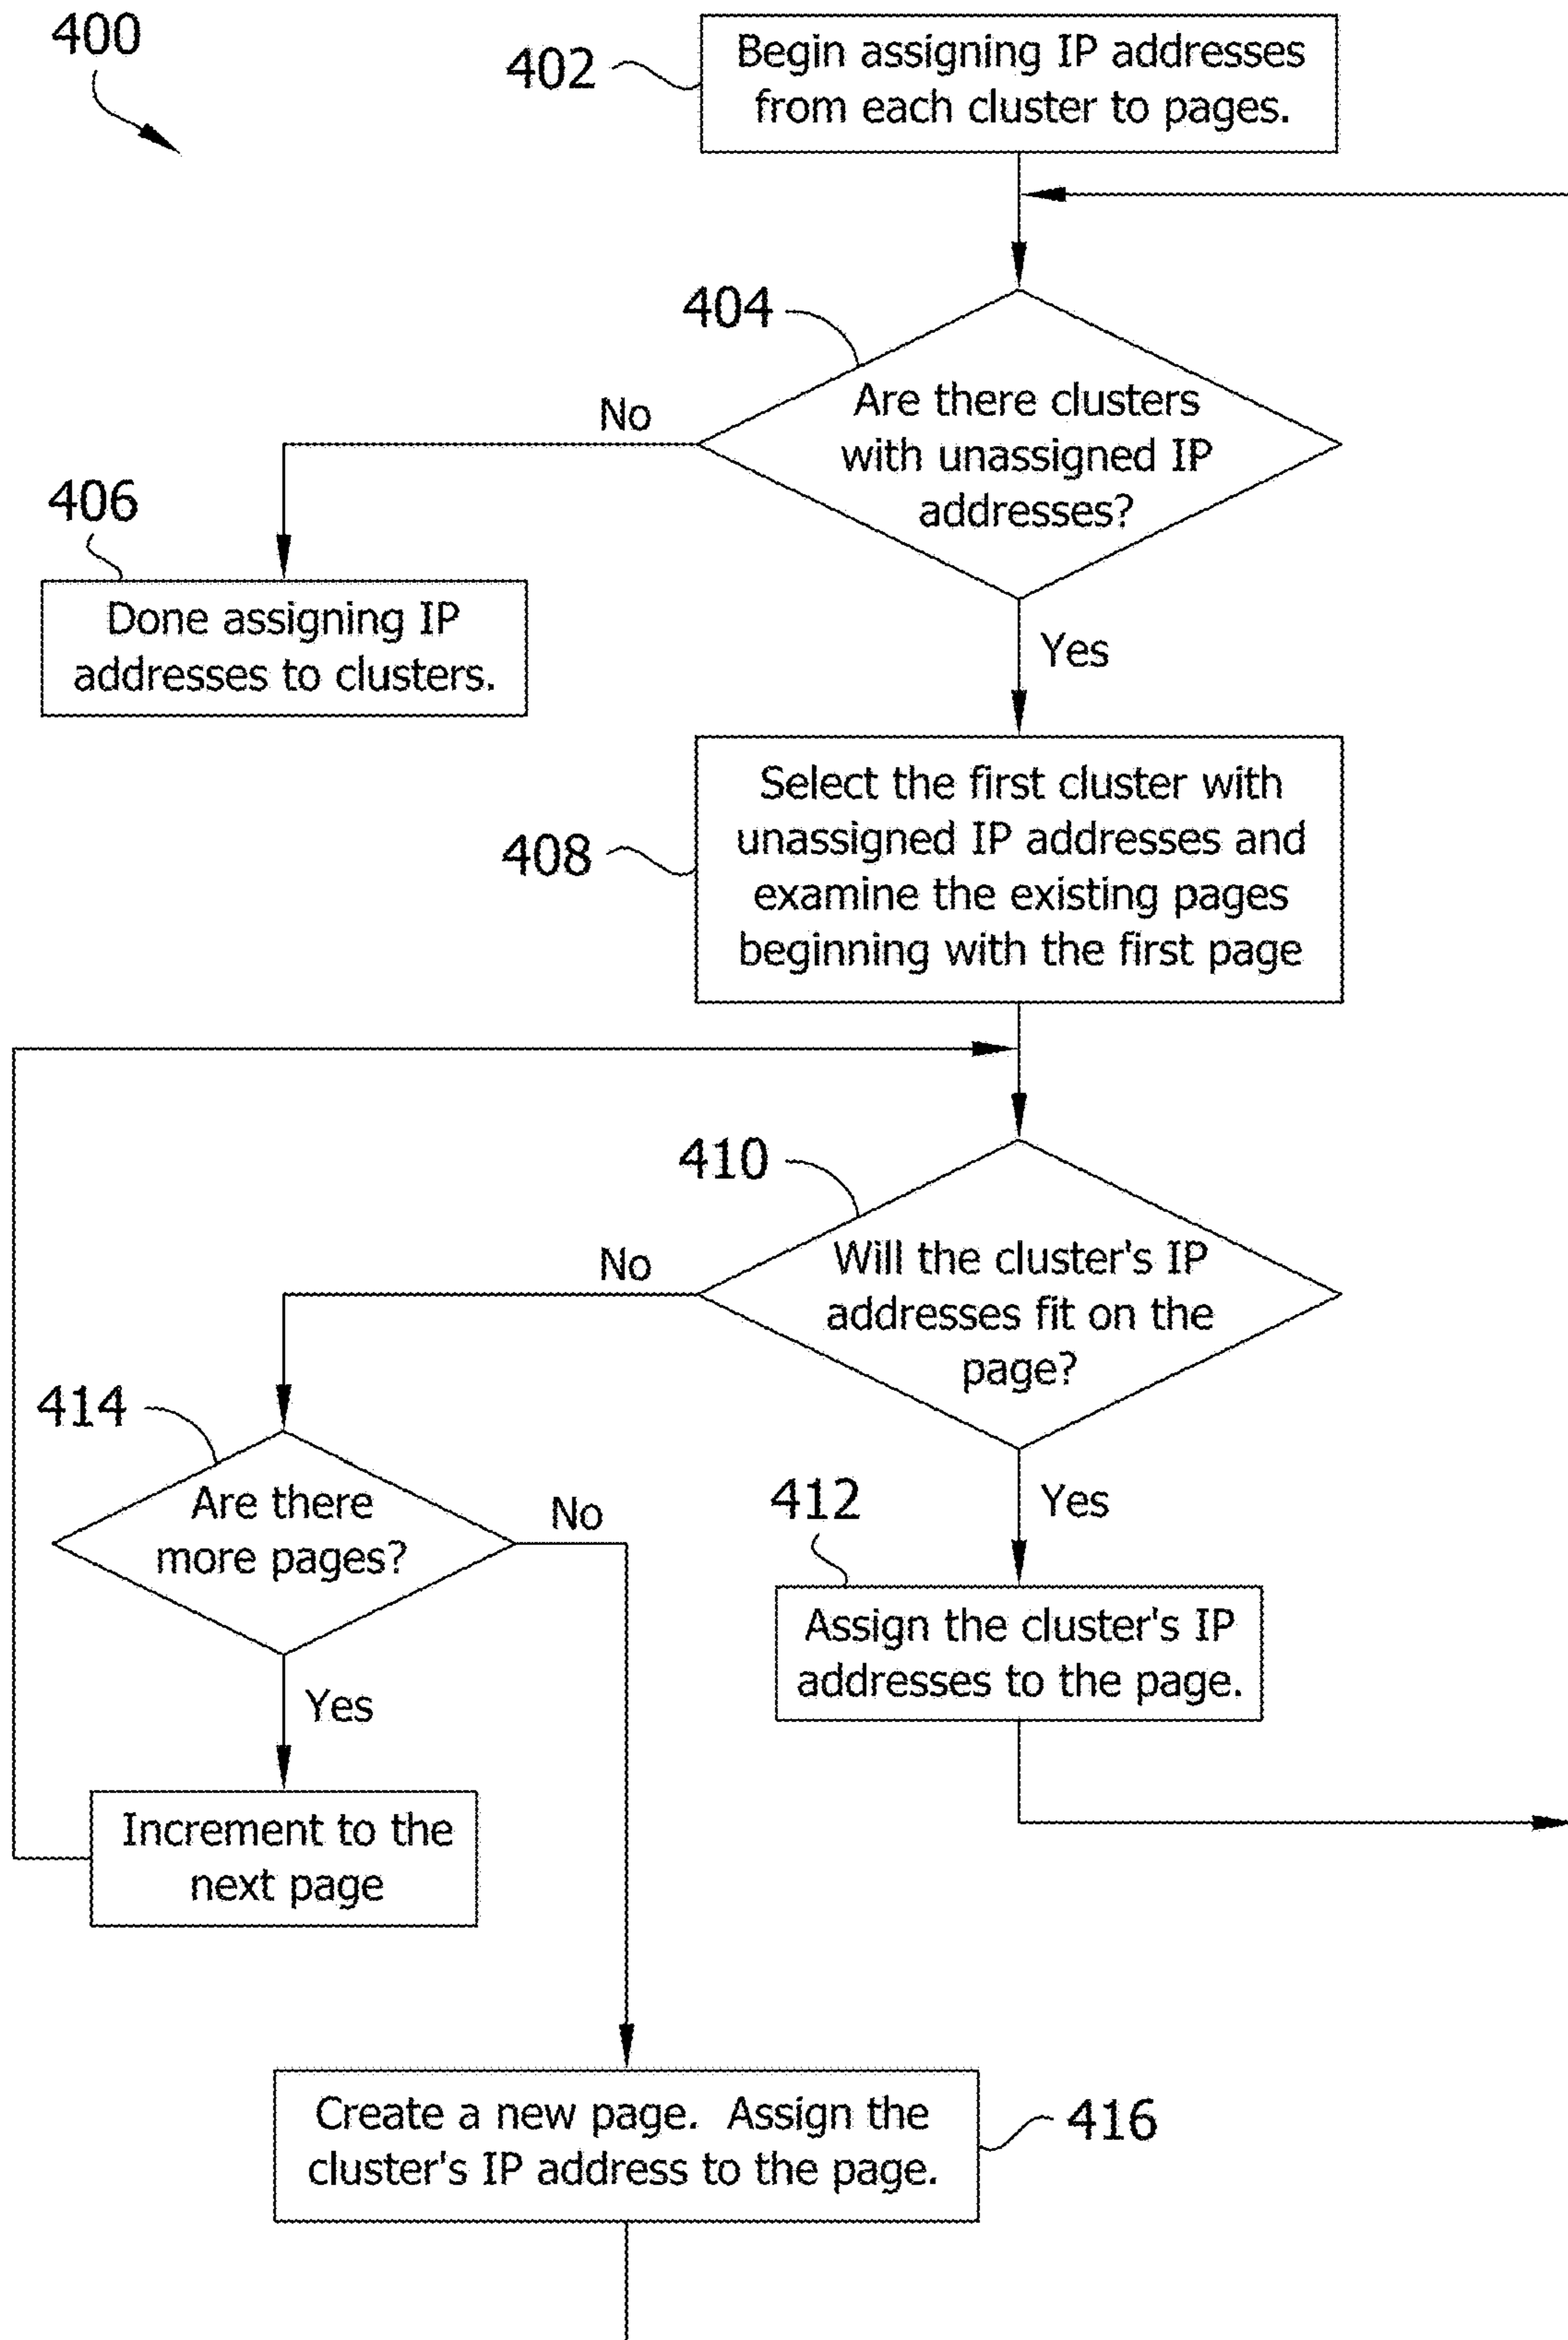 400
402
Begin assigning IP addresses
from each cluster to pages.
404
Are there clusters
with unassigned IP
addresses?
No
406
Done assigning IP
addresses to clusters.
Yes
408
Select the first cluster with
unassigned IP addresses and
examine the existing pages
beginning with the first page
410
Will the cluster's IP
addresses fit on the
page?
No
414
Are there
more pages?
No
Yes
412
Assign the cluster's IP
addresses to the page.
Yes
Increment to the
next page
Create a new page.  Assign the
cluster's IP address to the page.
416